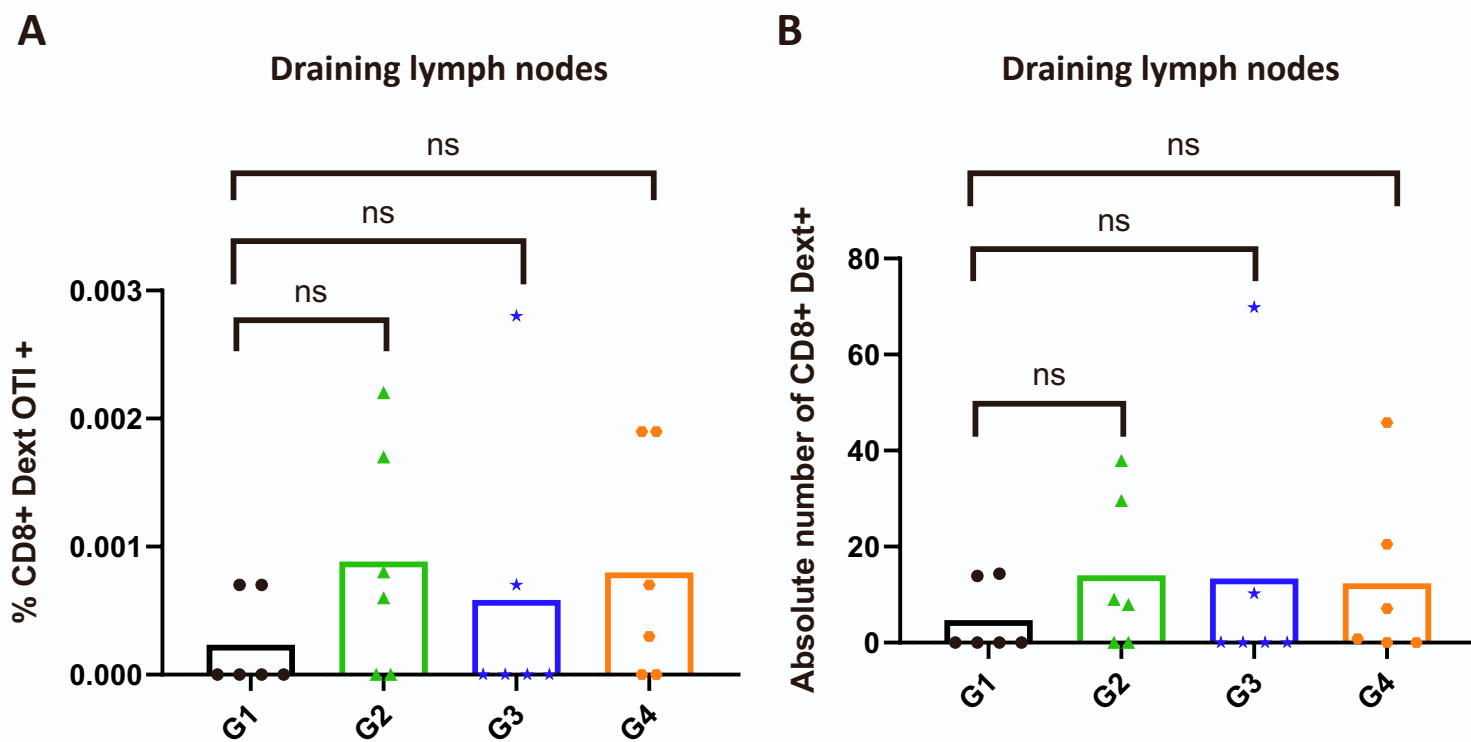 A
Draining lymph nodes
ns
ns
ns
% CD8+ Dext OTI +
0.003
0.002
0.001
0.000
G1
G2
G3
G4
B
Draining lymph nodes
ns
ns
ns
Absolute number of CD8+ Dext+
80
60
40
20
0
G1
G2
G3
G4